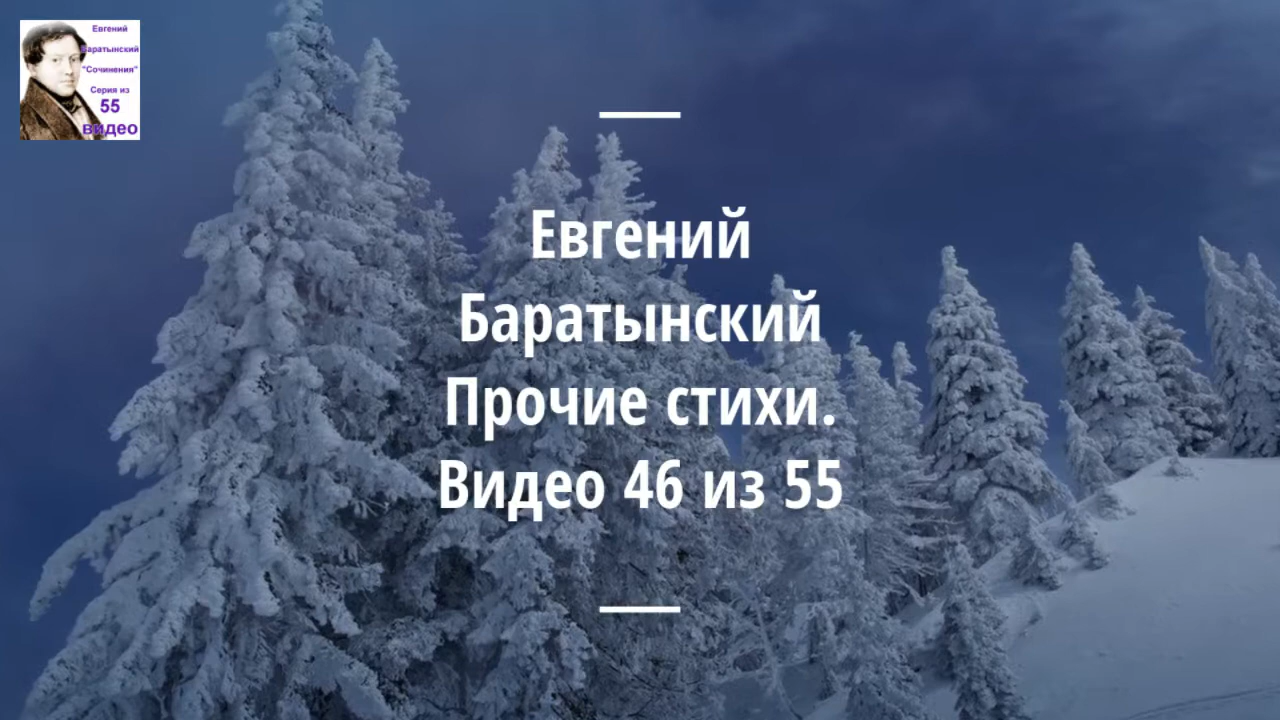 Евгений
Баратынский
"Сочинения"
Серия из
55
видео
Евгений
Баратынский
Прочие стихи.
Видео 46 из 55